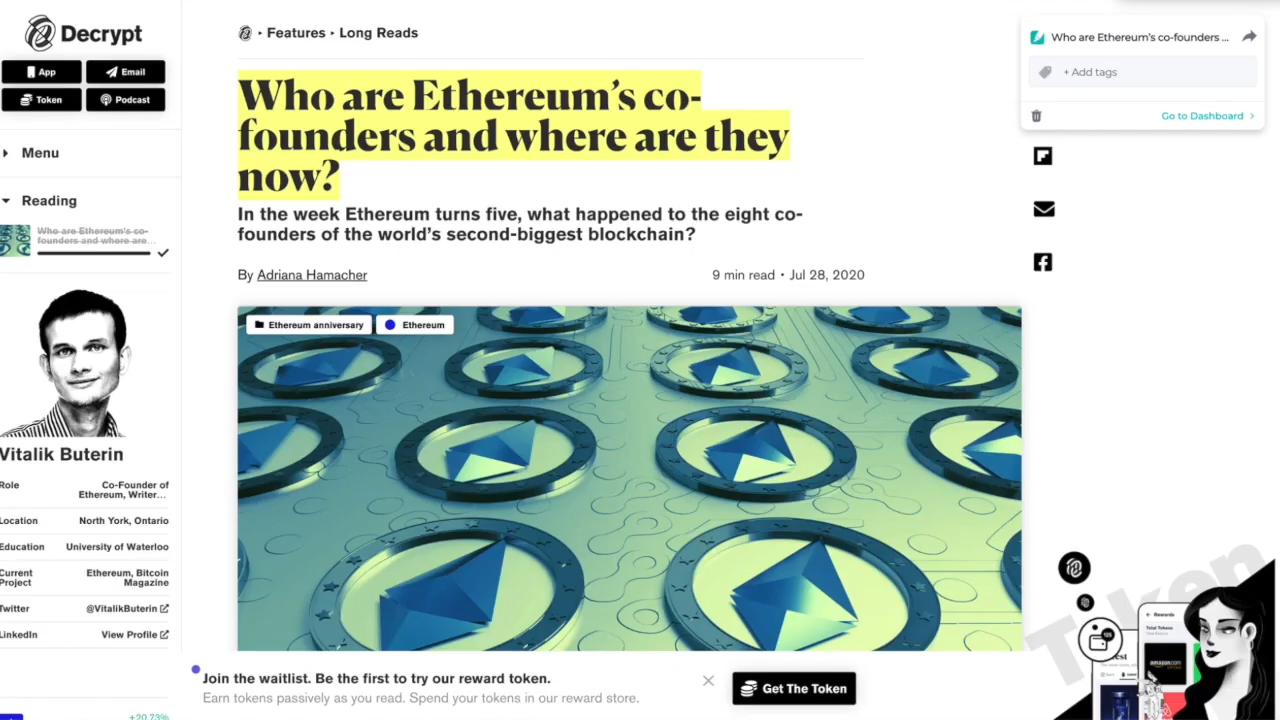 Decrypt
App
Email
Token
Podcast
Menu
Reading
Who are Ethereum's co-
founders and where are…
Vitalik Buterin
Role
Co-Founder of
Ethereum, Writer…
Location
North York, Ontario
Education
University of Waterloo
Current
Project
Ethereum, Bitcoin
Magazine
Twitter
@VitalikButerin
LinkedIn
View Profile
+20.73%
Features
Long Reads
Who are Ethereum’s co-
founders and where are they
now?
In the week Ethereum turns five, what happened to the eight co-
founders of the world’s second-biggest blockchain?
By Adriana Hamacher
9 min read • Jul 28, 2020
Ethereum anniversary
Ethereum
Join the waitlist. Be the first to try our reward token.
Earn tokens passively as you read. Spend your tokens in our reward store.
Get The Token
Who are Ethereum's co-founders ...
+ Add tags
Go to Dashboard
Token
Rewards
amazon.com